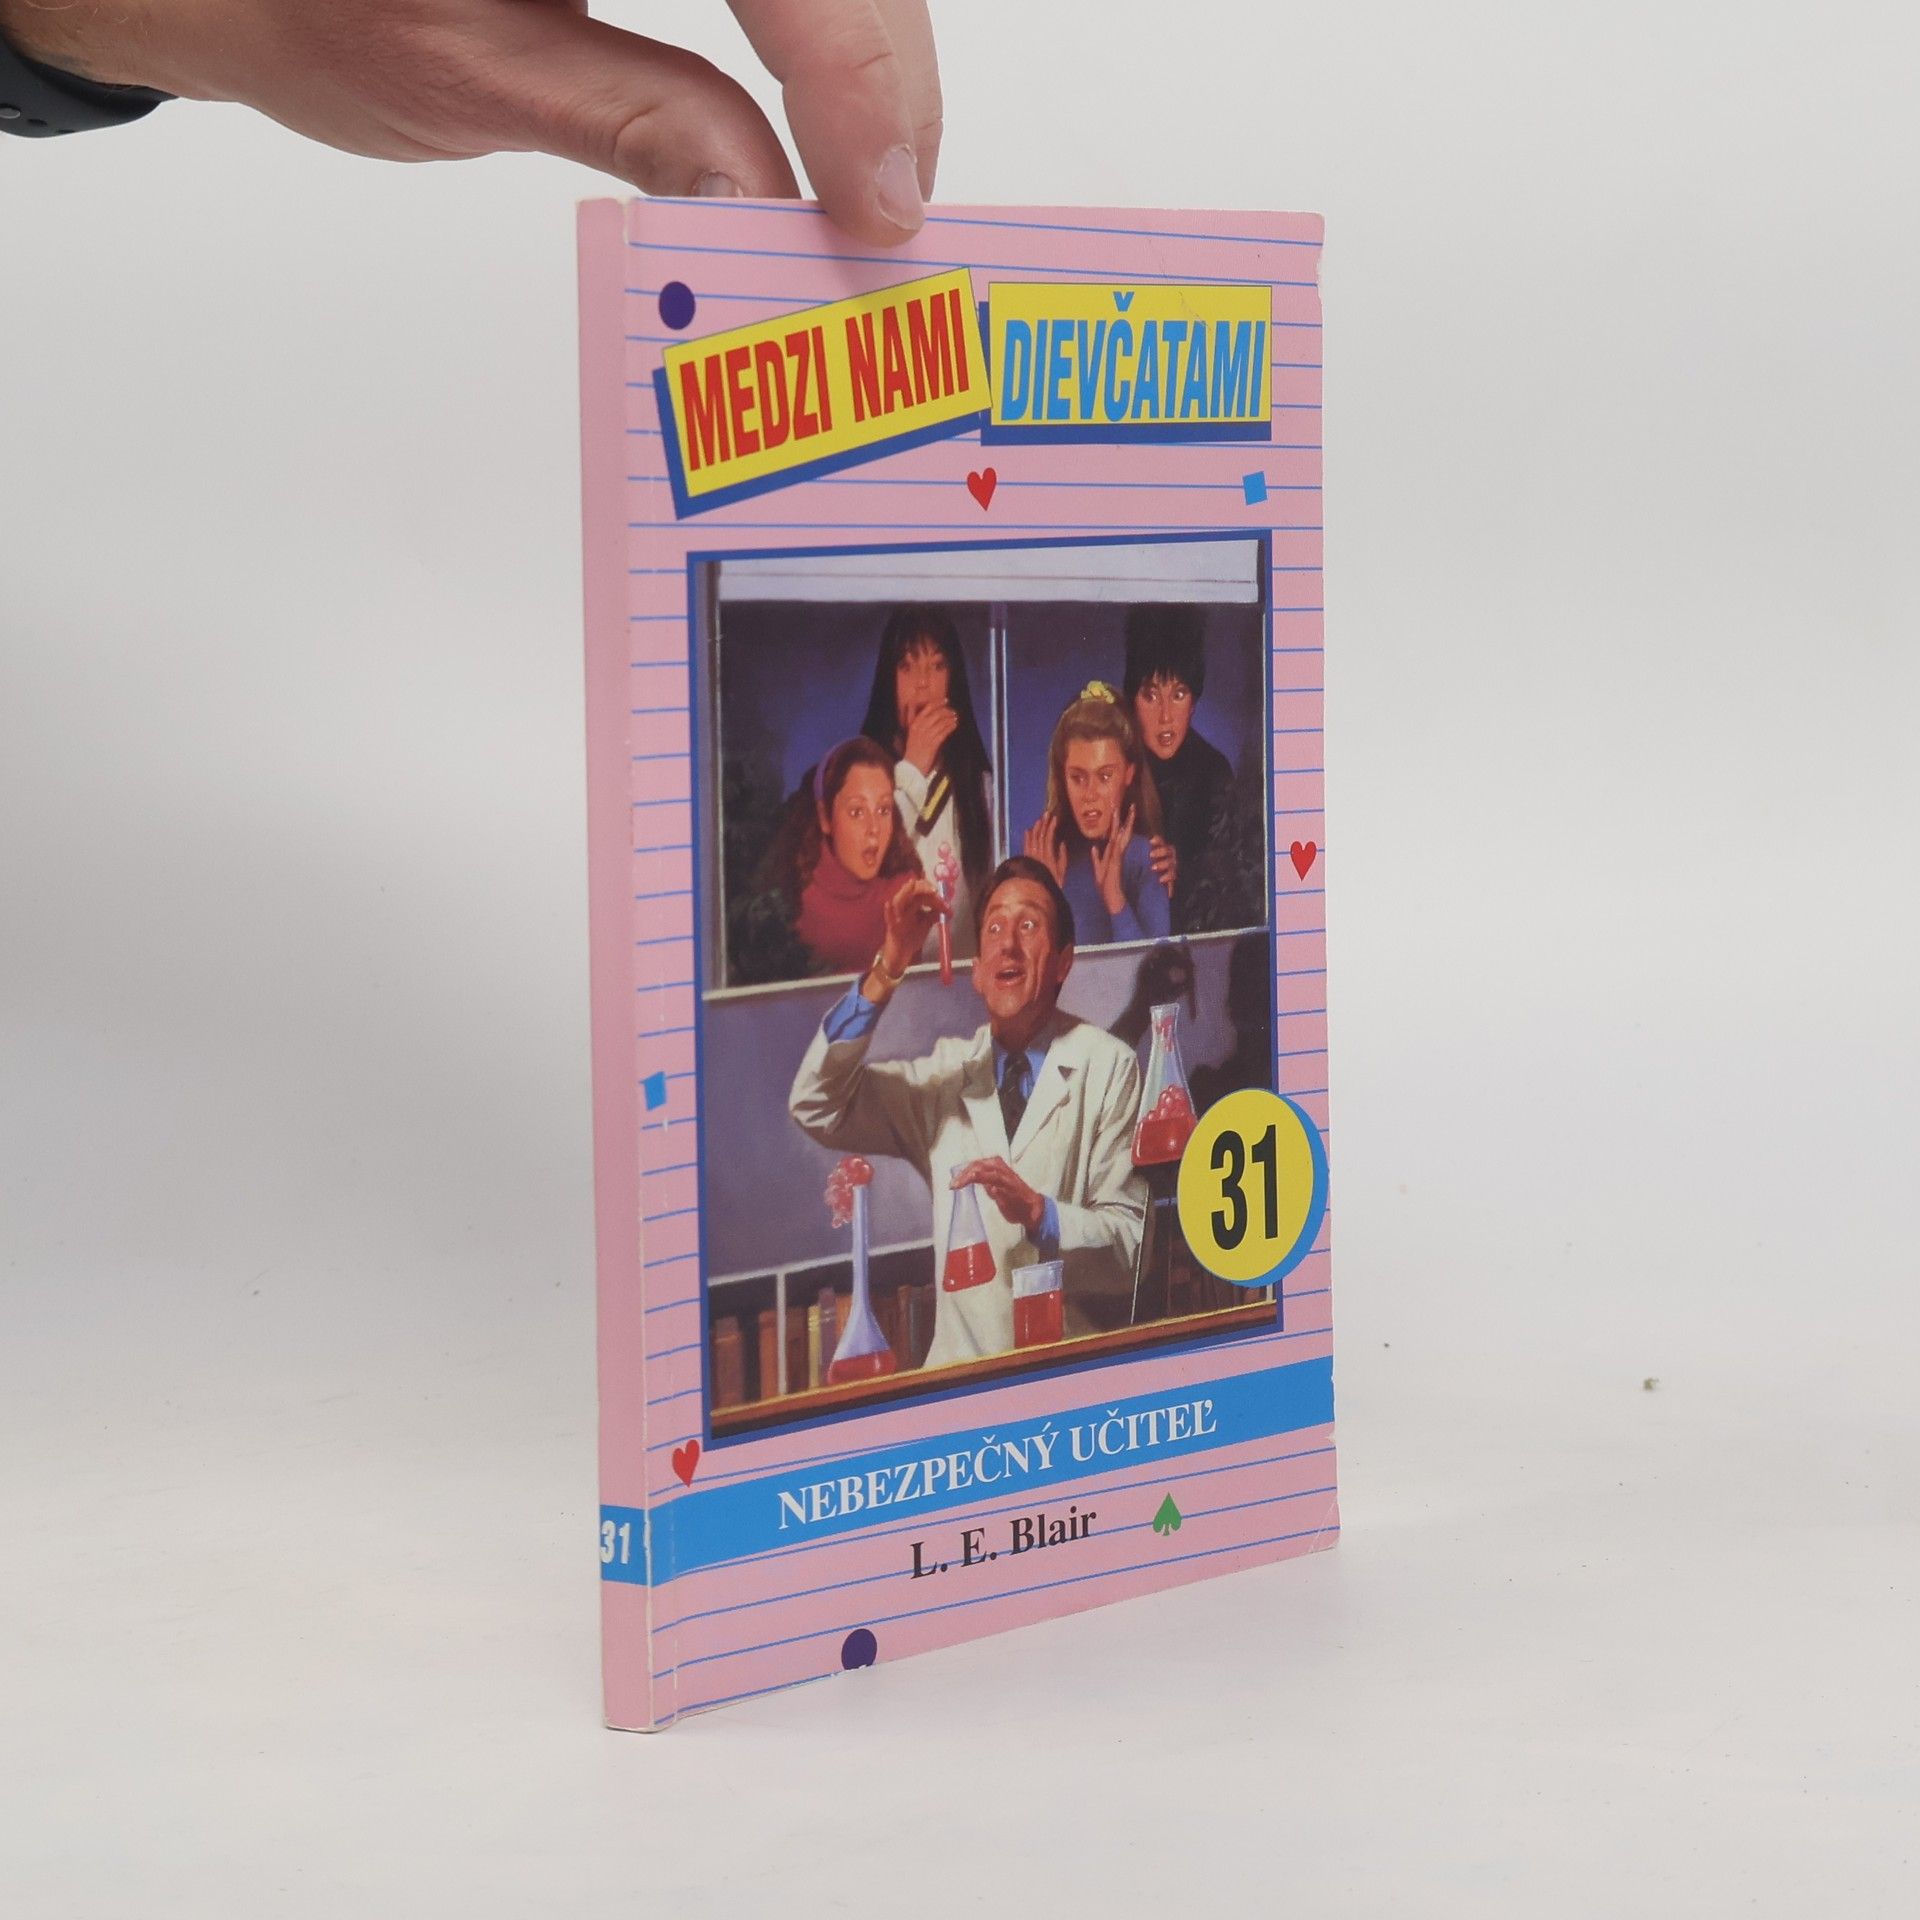 MEDZI NAMI
DIEVČATAMI
31
NEBEZPEČNÝ UČITEĽ
L. E. Blair
31